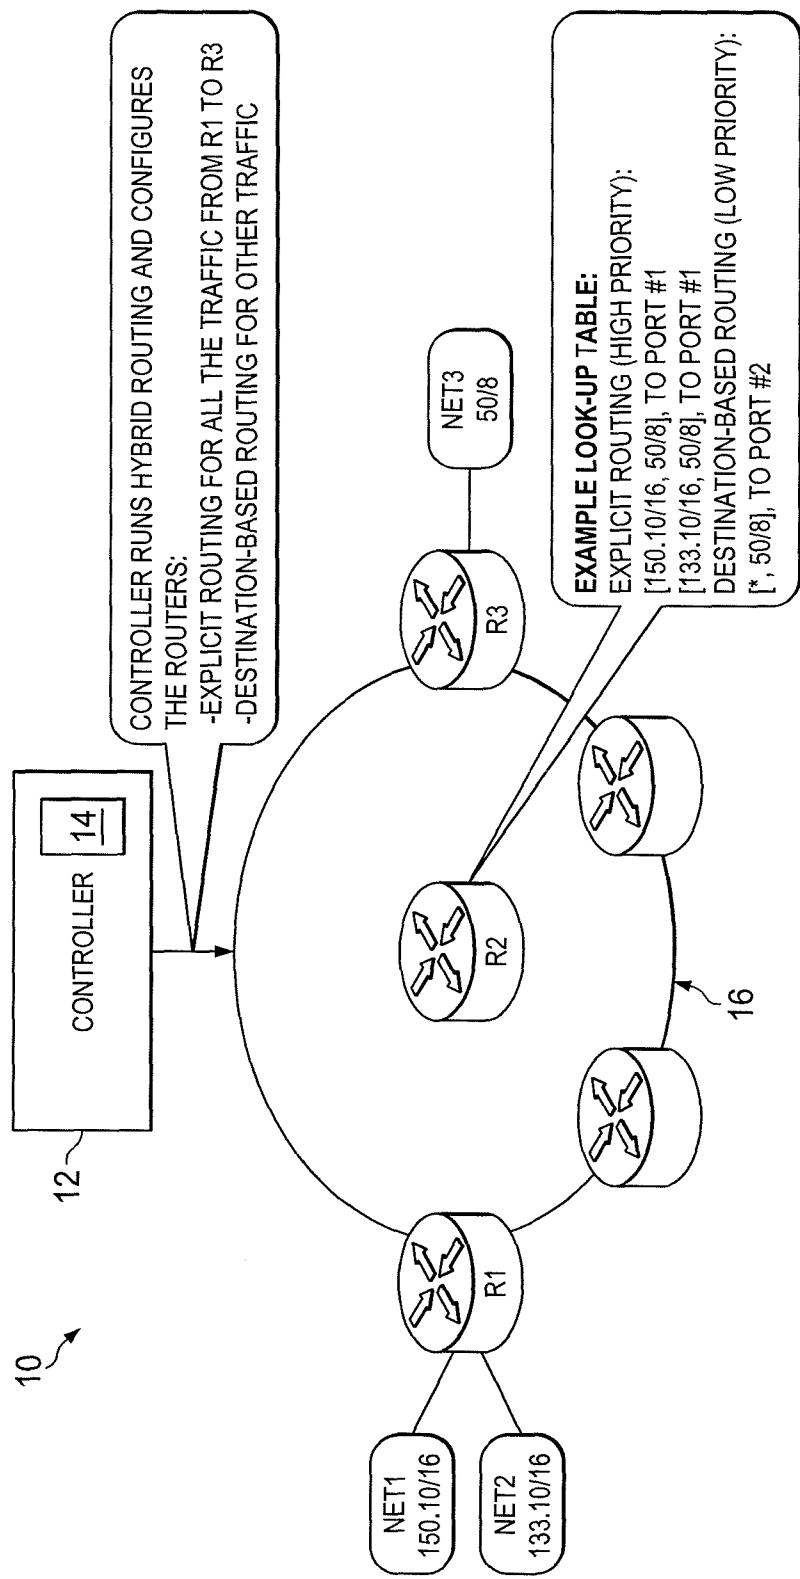 10
12
CONTROLLER
14
CONTROLLER RUNS HYBRID ROUTING AND CONFIGURES
THE ROUTERS:
-EXPLICIT ROUTING FOR ALL THE TRAFFIC FROM R1 TO R3
-DESTINATION-BASED ROUTING FOR OTHER TRAFFIC
NET1
150.10/16
NET2
133.10/16
R1
R2
R3
NET3
50/8
16
EXAMPLE LOOK-UP TABLE:
EXPLICIT ROUTING (HIGH PRIORITY):
[150.10/16, 50/8], TO PORT #1
[133.10/16, 50/8], TO PORT #1
DESTINATION-BASED ROUTING (LOW PRIORITY):
[*, 50/8], TO PORT #2